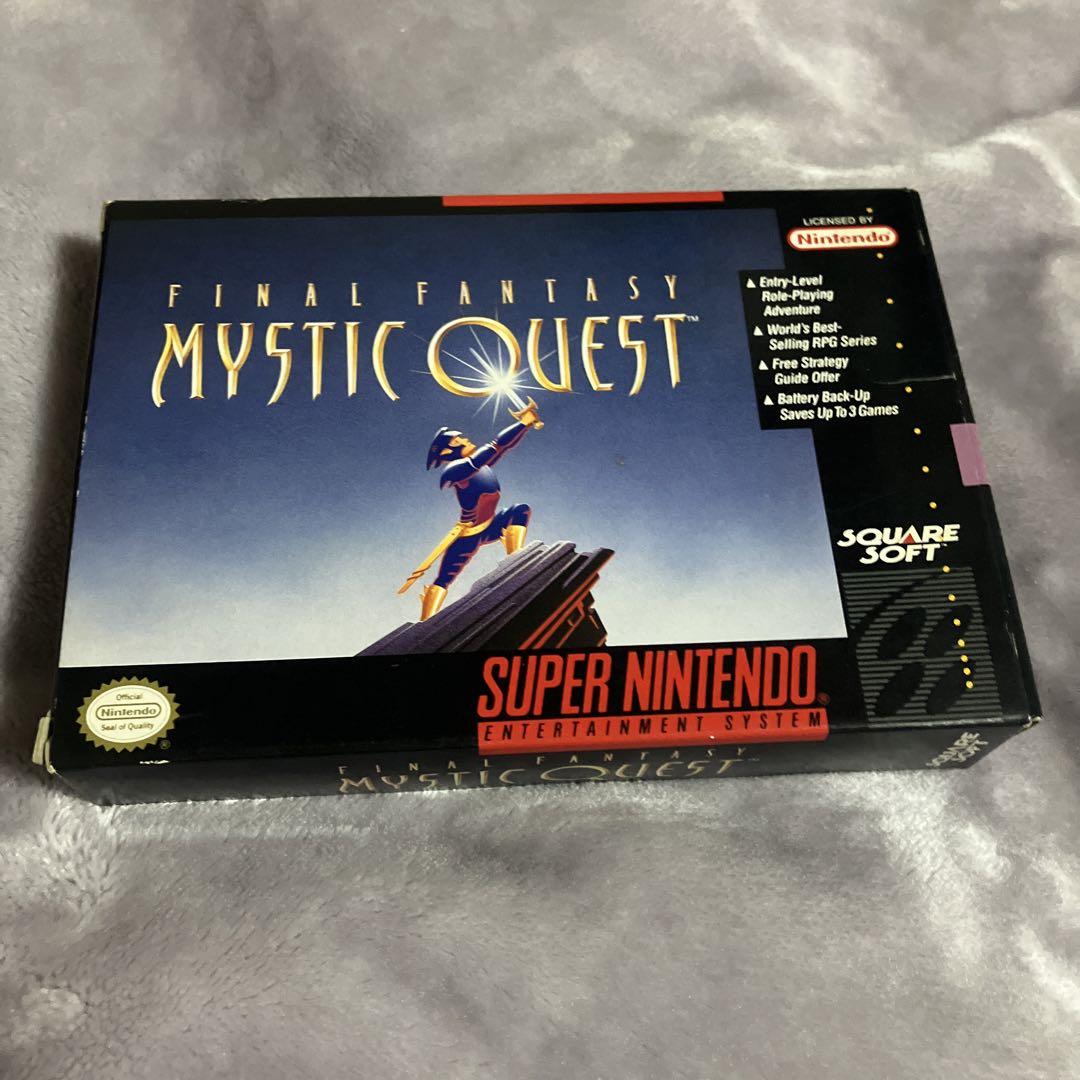 LICENSED BY
Nintendo
FINAL FANTASY
MYSTIC QUEST™
▲ Entry-Level
Role-Playing
Adventure
▲ World's Best-
Selling RPG Series
▲ Free Strategy
Guide Offer
▲ Battery Back-Up
Saves Up To 3 Games
SQUARE
SOFT™
SUPER NINTENDO®
ENTERTAINMENT SYSTEM
Official
Nintendo
Seal of Quality
®
FINAL FANTASY
MYSTIC QUEST™
SQUARE
SOFT